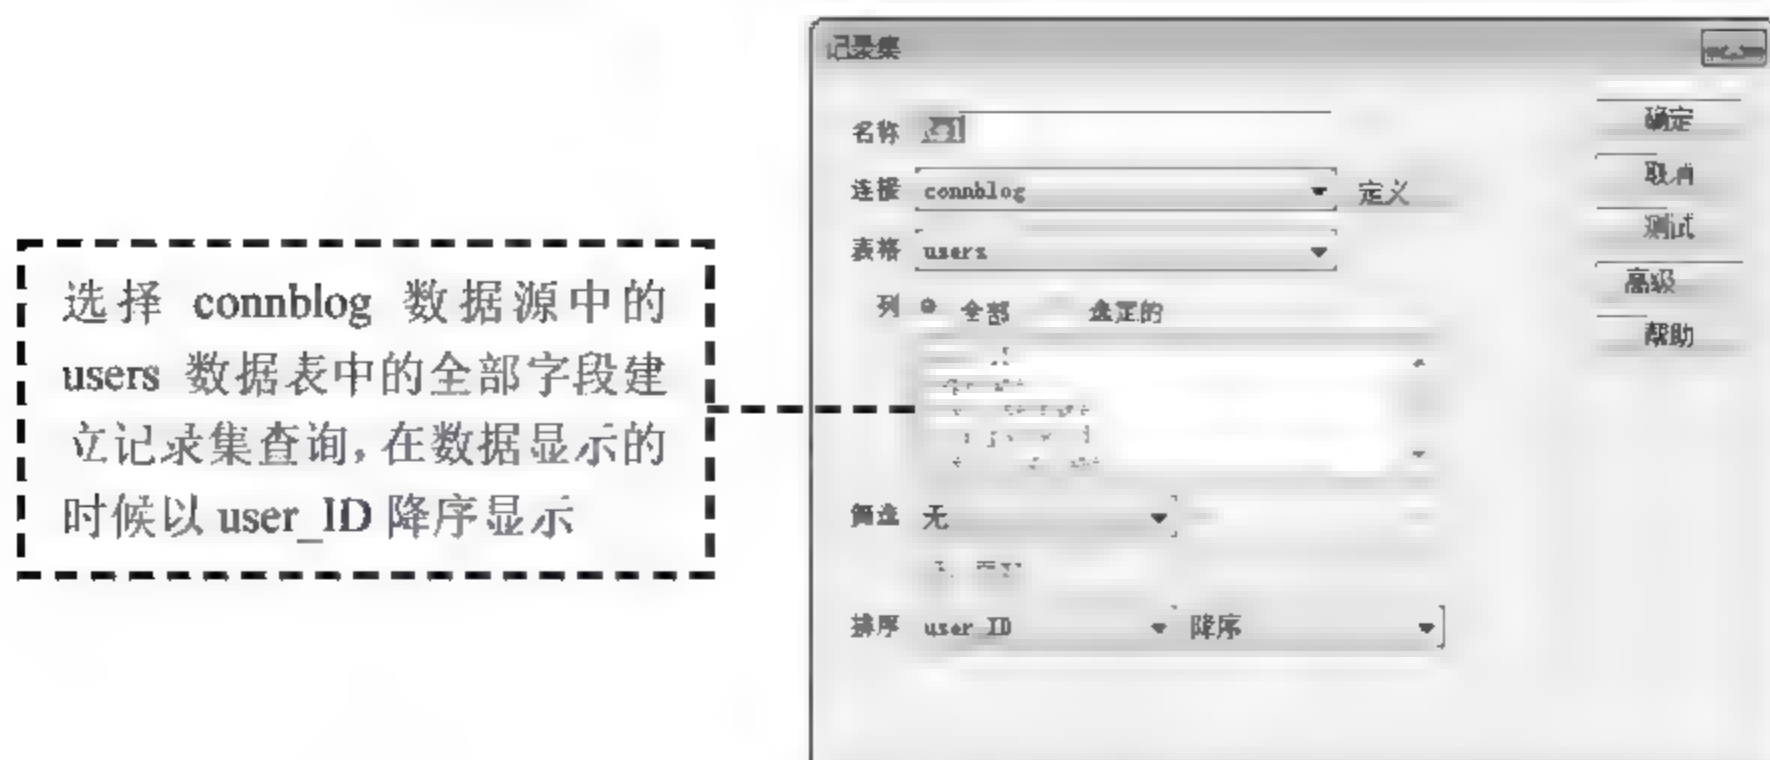 选择 connblog 数据源中的
users 数据表中的全部字段建
立记录集查询,在数据显示的
时候以 user_ID 降序显示
记录集
名称
连接 connblog 定义
表格 users
列 全部 选定的
筛选 无
排序 user_ID 降序
确定
取消
测试
高级
帮助